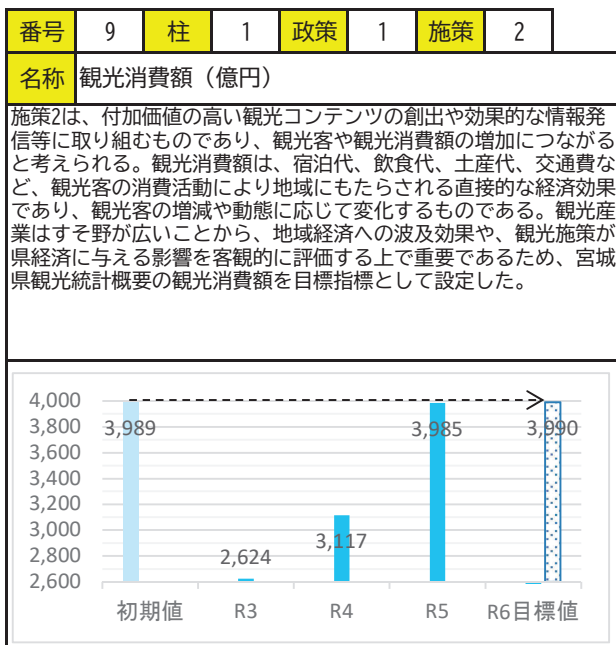 番号 9 柱 1 政策 1 施策 2
名称 観光消費額（億円）
施策2は、付加価値の高い観光コンテンツの創出や効果的な情報発
信等に取り組むものであり、観光客や観光消費額の増加につながる
と考えられる。観光消費額は、宿泊代、飲食代、土産代、交通費な
ど、観光客の消費活動により地域にもたらされる直接的な経済効果
であり、観光客の増減や動態に応じて変化するものである。観光産
業はすそ野が広いことから、地域経済への波及効果や、観光施策が
県経済に与える影響を客観的に評価する上で重要であるため、宮城
県観光統計概要の観光消費額を目標指標として設定した。
4,000
3,800
3,600
3,400
3,200
3,000
2,800
2,600
3,989
2,624
3,117
3,985
3,990
初期値 R3 R4 R5 R6目標値